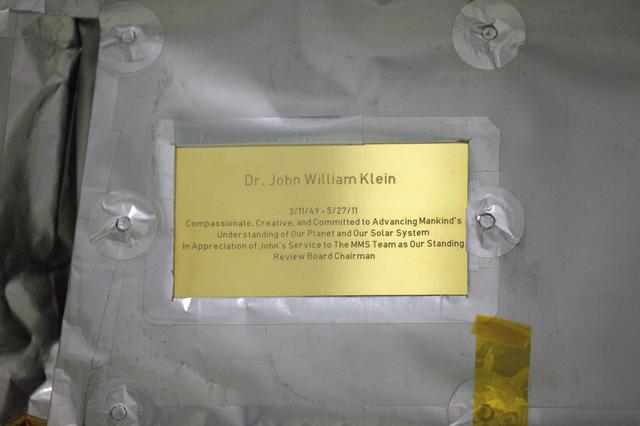 Dr. John William Klein
3/11/49 - 5/27/11
Compassionate, Creative, and Committed to Advancing Mankind's
Understanding of Our Planet and Our Solar System
In Appreciation of John's Service to The MMS Team as Our Standing
Review Board Chairman